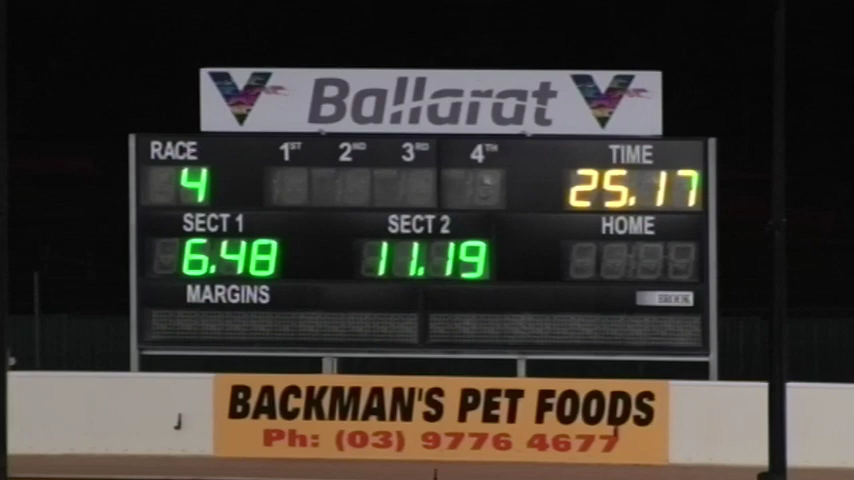 Ballarat
RACE 1ST 2ND 3RD 4TH TIME
4 25.17
SECT 1 SECT 2 HOME
6.48 11.19
MARGINS
BACKMAN'S PET FOODS
Ph: (03) 9776 4677